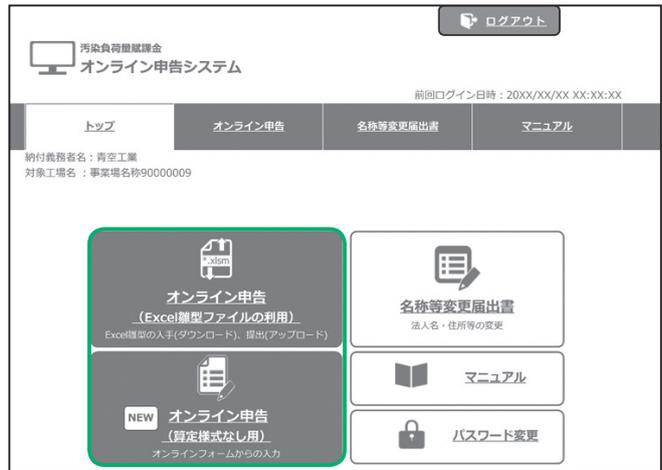 ログアウト
汚染負荷量賦課金
オンライン申告システム
前回ログイン日時：20XX/XX/XX XX:XX:XX
トップ オンライン申告 名称等変更届出書 マニュアル
納付義務者名：青空工業
対象工場名 ：事業場名称90000009
*.xlsm
オンライン申告
（Excel雛型ファイルの利用）
Excel雛型の入手(ダウンロード)、提出(アップロード)
名称等変更届出書
法人名・住所等の変更
NEW オンライン申告
（算定様式なし用）
オンラインフォームからの入力
マニュアル
パスワード変更